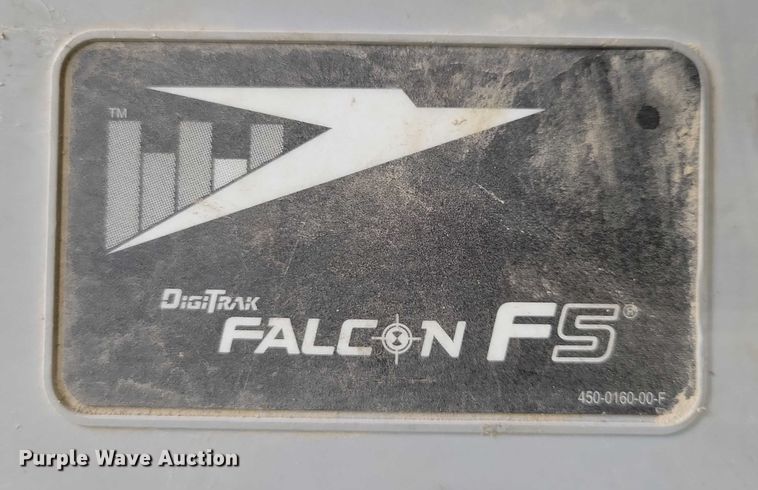 TM
DIGITRAK
FALCON F5®
450-0160-00-F
Purple Wave Auction